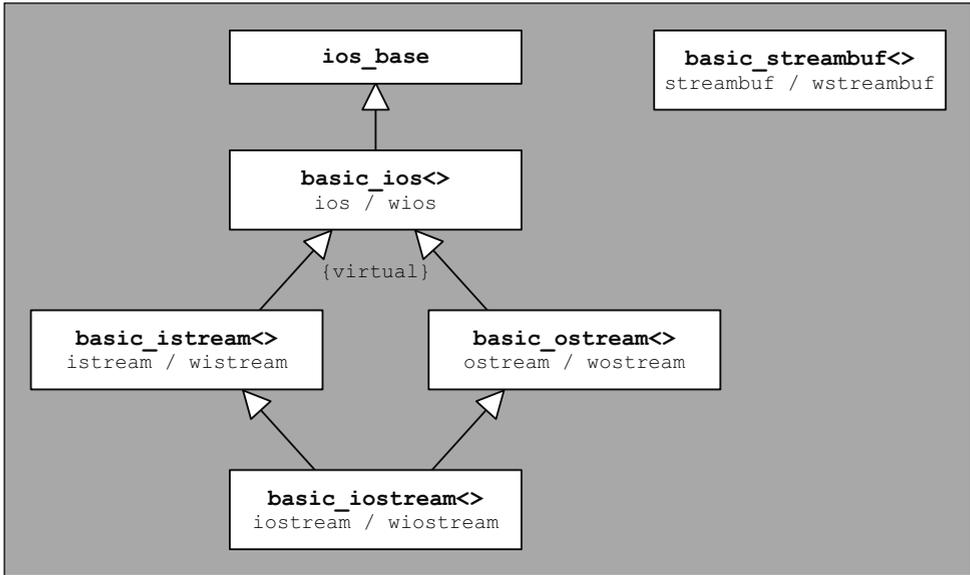 ios_base
basic_streambuf<>
streambuf / wstreambuf
basic_ios<>
ios / wios
{virtual}
basic_istream<>
istream / wistream
basic_ostream<>
ostream / wostream
basic_iostream<>
iostream / wiostream